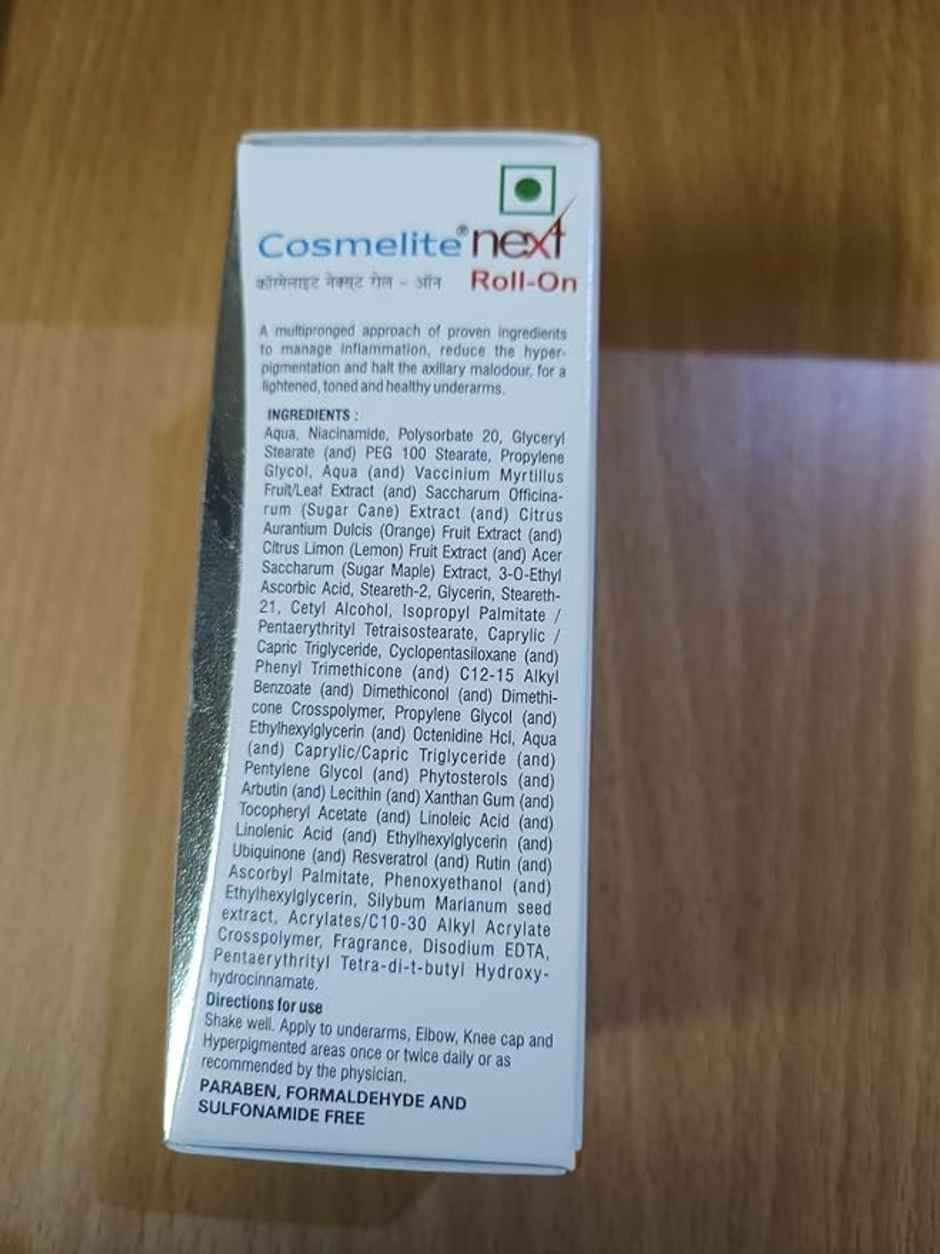 Cosmelite® next
कॉस्मेलाइट नेक्स्ट रोल - ऑन Roll-On
A multipronged approach of proven ingredients
to manage inflammation, reduce the hyper-
pigmentation and halt the axillary malodour, for a
lightened, toned and healthy underarms.
INGREDIENTS :
Aqua, Niacinamide, Polysorbate 20, Glyceryl
Stearate (and) PEG 100 Stearate, Propylene
Glycol, Aqua (and) Vaccinium Myrtillus
Fruit/Leaf Extract (and) Saccharum Officina-
rum (Sugar Cane) Extract (and) Citrus
Aurantium Dulcis (Orange) Fruit Extract (and)
Citrus Limon (Lemon) Fruit Extract (and) Acer
Saccharum (Sugar Maple) Extract, 3-O-Ethyl
Ascorbic Acid, Steareth-2, Glycerin, Steareth-
21, Cetyl Alcohol, Isopropyl Palmitate /
Pentaerythrityl Tetraisostearate, Caprylic /
Capric Triglyceride, Cyclopentasiloxane (and)
Phenyl Trimethicone (and) C12-15 Alkyl
Benzoate (and) Dimethiconol (and) Dimethi-
cone Crosspolymer, Propylene Glycol (and)
Ethylhexylglycerin (and) Octenidine Hcl, Aqua
(and) Caprylic/Capric Triglyceride (and)
Pentylene Glycol (and) Phytosterols (and)
Arbutin (and) Lecithin (and) Xanthan Gum (and)
Tocopheryl Acetate (and) Linoleic Acid (and)
Linolenic Acid (and) Ethylhexylglycerin (and)
Ubiquinone (and) Resveratrol (and) Rutin (and)
Ascorbyl Palmitate, Phenoxyethanol (and)
Ethylhexylglycerin, Silybum Marianum seed
extract, Acrylates/C10-30 Alkyl Acrylate
Crosspolymer, Fragrance, Disodium EDTA,
Pentaerythrityl Tetra-di-t-butyl Hydroxy-
hydrocinnamate.
Directions for use
Shake well. Apply to underarms, Elbow, Knee cap and
Hyperpigmented areas once or twice daily or as
recommended by the physician.
PARABEN, FORMALDEHYDE AND
SULFONAMIDE FREE